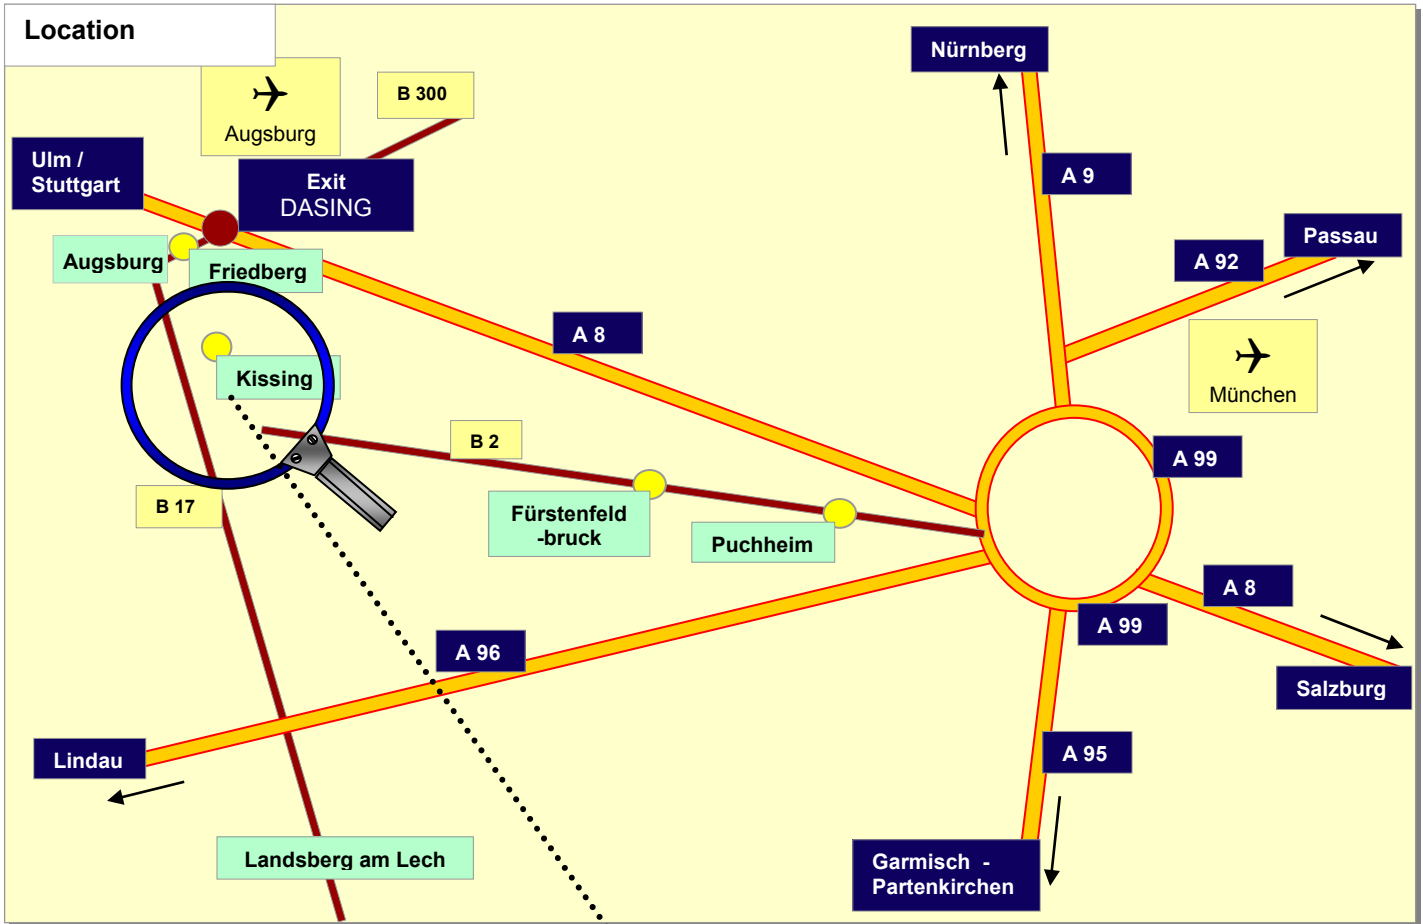 Location
Nürnberg
B 300
Augsburg
Ulm /
Stuttgart
Exit
DASING
A 9
Passau
A 92
Augsburg
Friedberg
A 8
München
Kissing
B 2
A 99
B 17
Fürstenfeld
-bruck
Puchheim
A 8
A 99
A 96
Salzburg
Lindau
A 95
Landsberg am Lech
Garmisch -
Partenkirchen